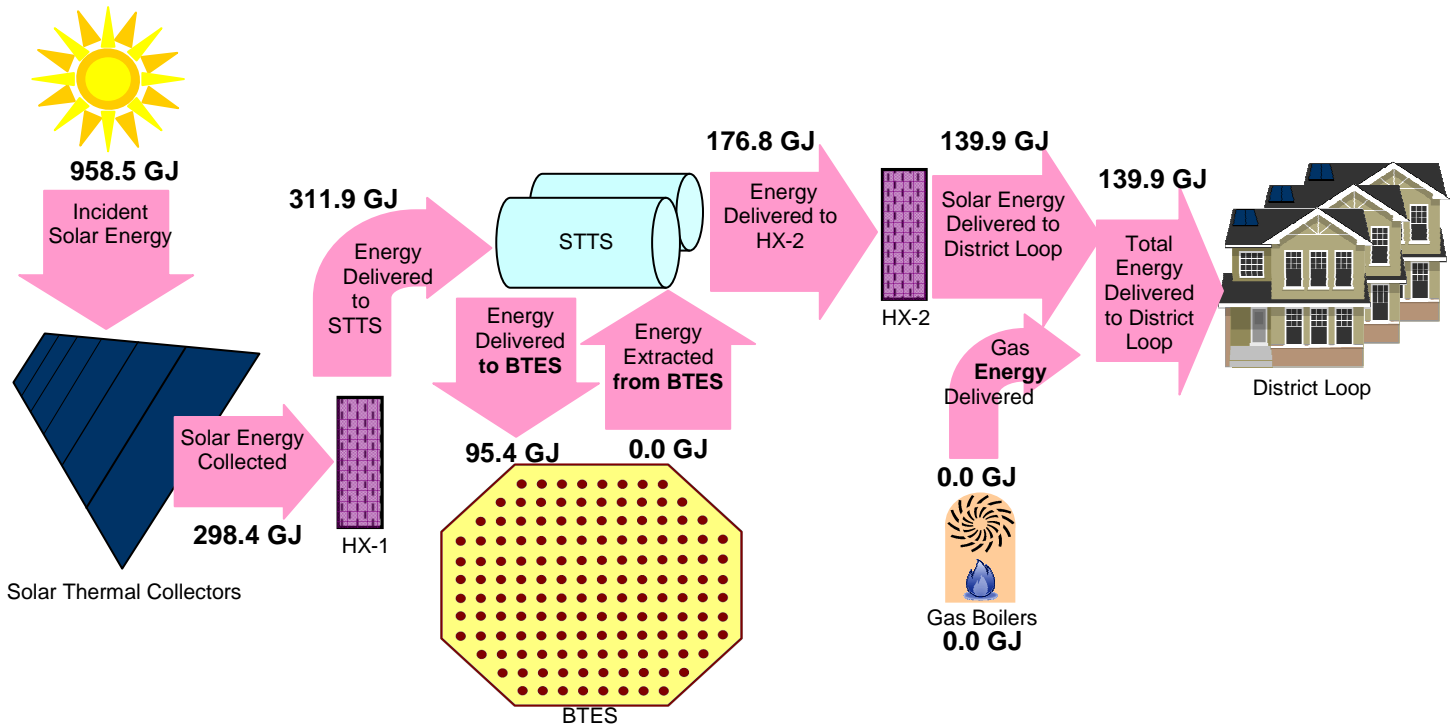 958.5 GJ
Incident
Solar Energy
Solar Thermal Collectors
Solar Energy
Collected
298.4 GJ
HX-1
311.9 GJ
Energy
Delivered
to
STTS
STTS
Energy
Delivered
to BTES
95.4 GJ
Energy
Extracted
from BTES
0.0 GJ
BTES
176.8 GJ
Energy
Delivered to
HX-2
HX-2
139.9 GJ
Solar Energy
Delivered to
District Loop
Gas
Energy
Delivered
0.0 GJ
Gas Boilers
0.0 GJ
139.9 GJ
Total
Energy
Delivered
to District
Loop
District Loop